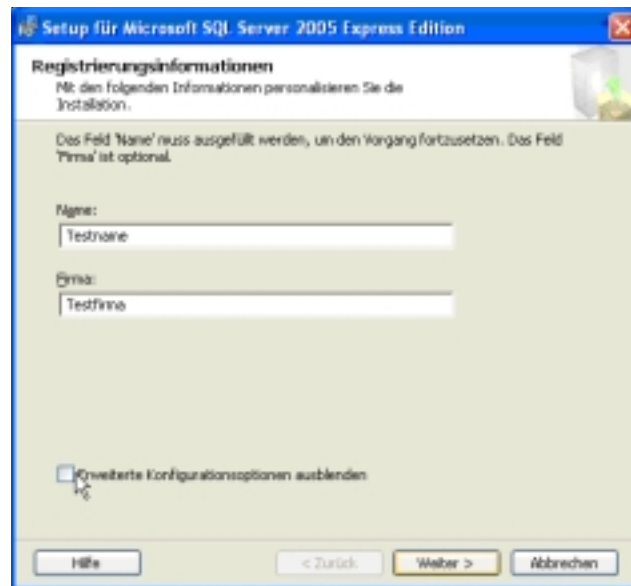 Setup für Microsoft SQL Server 2005 Express Edition
Registrierungsinformationen
Mit den folgenden Informationen personalisieren Sie die
Installation.
Das Feld 'Name' muss ausgefüllt werden, um den Vorgang fortzusetzen. Das Feld
'Firma' ist optional.
Name:
Testname
Firma:
Testfirma
Erweiterte Konfigurationsoptionen ausblenden
Hilfe
< Zurück
Weiter >
Abbrechen